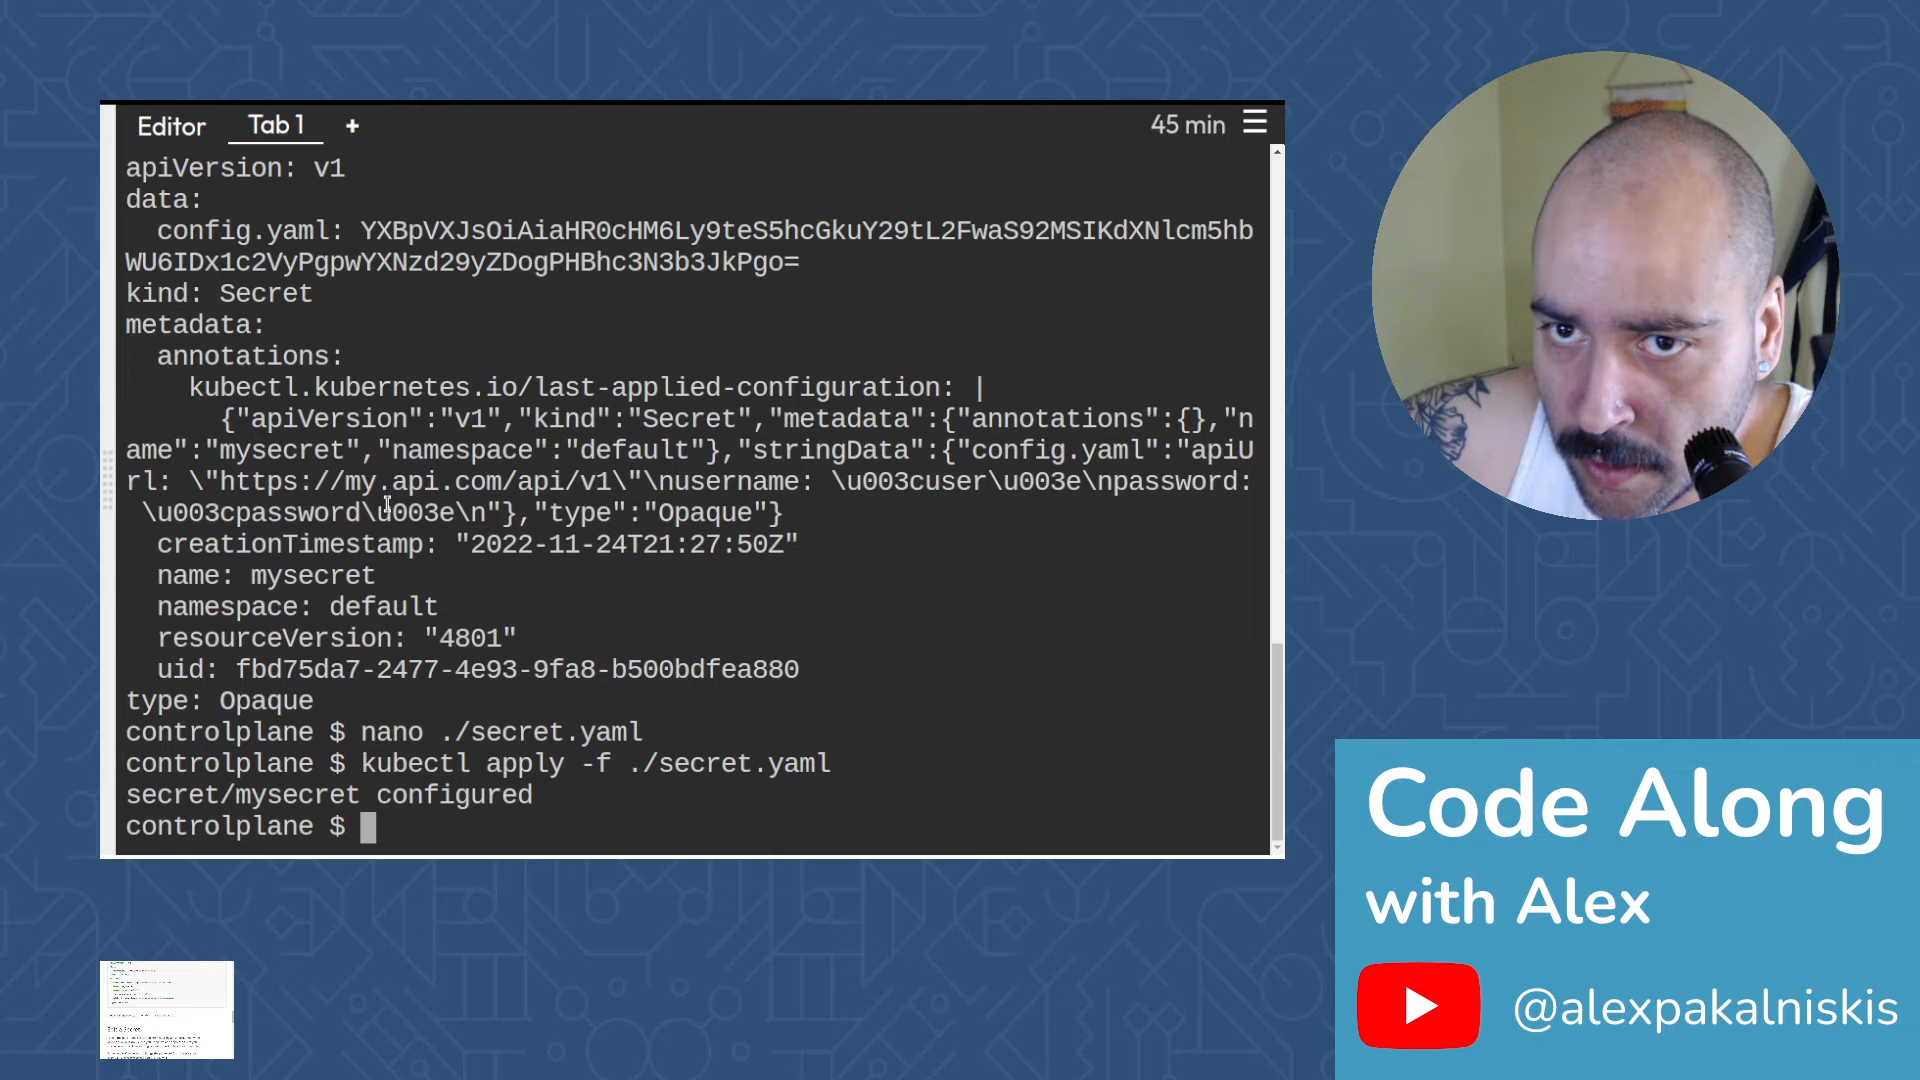 Editor Tab 1 + 45 min
apiVersion: v1
data:
  config.yaml: YXBpVXJsOiAiaHR0cHM6Ly9teS5hcGkuY29tL2FwaS92MSIKdXNlcm5hb
WU6IDx1c2VyPgpwYXNzd29yZDogPHBhc3N3b3JkPgo=
kind: Secret
metadata:
  annotations:
    kubectl.kubernetes.io/last-applied-configuration: |
      {"apiVersion":"v1","kind":"Secret","metadata":{"annotations":{},"n
ame":"mysecret","namespace":"default"},"stringData":{"config.yaml":"apiU
rl: \"https://my.api.com/api/v1\"\nusername: \u003cuser\u003e\npassword:
 \u003cpassword\u003e\n"},"type":"Opaque"}
  creationTimestamp: "2022-11-24T21:27:50Z"
  name: mysecret
  namespace: default
  resourceVersion: "4801"
  uid: fbd75da7-2477-4e93-9fa8-b500bdfea880
type: Opaque
controlplane $ nano ./secret.yaml
controlplane $ kubectl apply -f ./secret.yaml
secret/mysecret configured
controlplane $
Code Along
with Alex
@alexpakalniskis
Edit a Secret